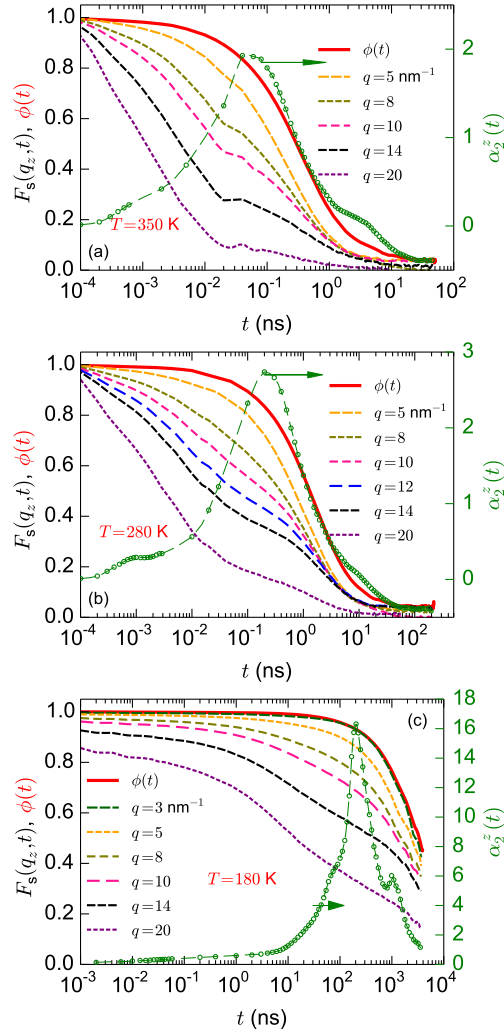 1.0
0.8
0.6
0.4
0.2
0.0
F_s(q_z,t), ϕ(t)
ϕ(t)
q=5 nm⁻¹
q=8
q=10
q=14
q=20
T=350 K
(a)
2
1
0
α₂ᶻ(t)
10⁻⁴ 10⁻³ 10⁻² 10⁻¹ 10⁰ 10¹ 10²
t (ns)
1.0
0.8
0.6
0.4
0.2
0.0
F_s(q_z,t), ϕ(t)
ϕ(t)
q=5 nm⁻¹
q=8
q=10
q=12
q=14
q=20
T=280 K
(b)
3
2
1
0
α₂ᶻ(t)
10⁻⁴ 10⁻³ 10⁻² 10⁻¹ 10⁰ 10¹ 10²
t (ns)
1.0
0.8
0.6
0.4
0.2
0.0
F_s(q_z,t), ϕ(t)
(c)
ϕ(t)
q=3 nm⁻¹
q=5
q=8
q=10
q=14
q=20
T=180 K
18
16
14
12
10
8
6
4
2
0
α₂ᶻ(t)
10⁻³ 10⁻² 10⁻¹ 10⁰ 10¹ 10² 10³ 10⁴
t (ns)